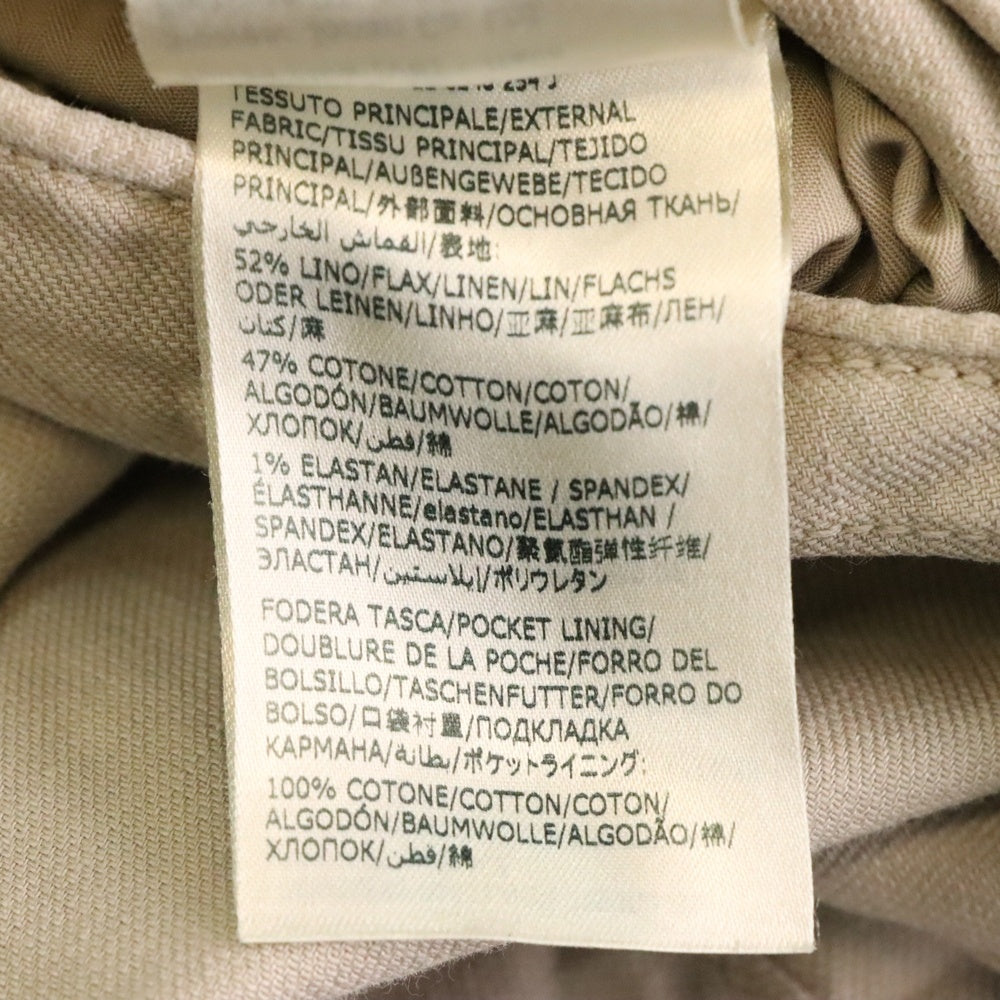 TESSUTO PRINCIPALE/EXTERNAL
FABRIC/TISSU PRINCIPAL/TEJIDO
PRINCIPAL/AUßENGEWEBE/TECIDO
PRINCIPAL/外部面料/ОСНОВНАЯ ТКАНЬ/
القماش الخارجي/表地:
52% LINO/FLAX/LINEN/LIN/FLACHS
ODER LEINEN/LINHO/亚麻/亚麻布/ЛЕН/
كتان/麻
47% COTONE/COTTON/COTON/
ALGODÓN/BAUMWOLLE/ALGODÃO/棉/
ХЛОПОК/قطن/綿
1% ELASTAN/ELASTANE / SPANDEX/
ÉLASTHANNE/elastano/ELASTHAN /
SPANDEX/ELASTANO/聚氨酯弹性纤维/
ЭЛАСТАН/إيلاستين/ポリウレタン
FODERA TASCA/POCKET LINING/
DOUBLURE DE LA POCHE/FORRO DEL
BOLSILLO/TASCHENFUTTER/FORRO DO
BOLSO/口袋衬里/ПОДКЛАДКА
КАРМАНА/بطانة/ポケットライニング:
100% COTONE/COTTON/COTON/
ALGODÓN/BAUMWOLLE/ALGODÃO/棉/
ХЛОПОК/قطن/綿